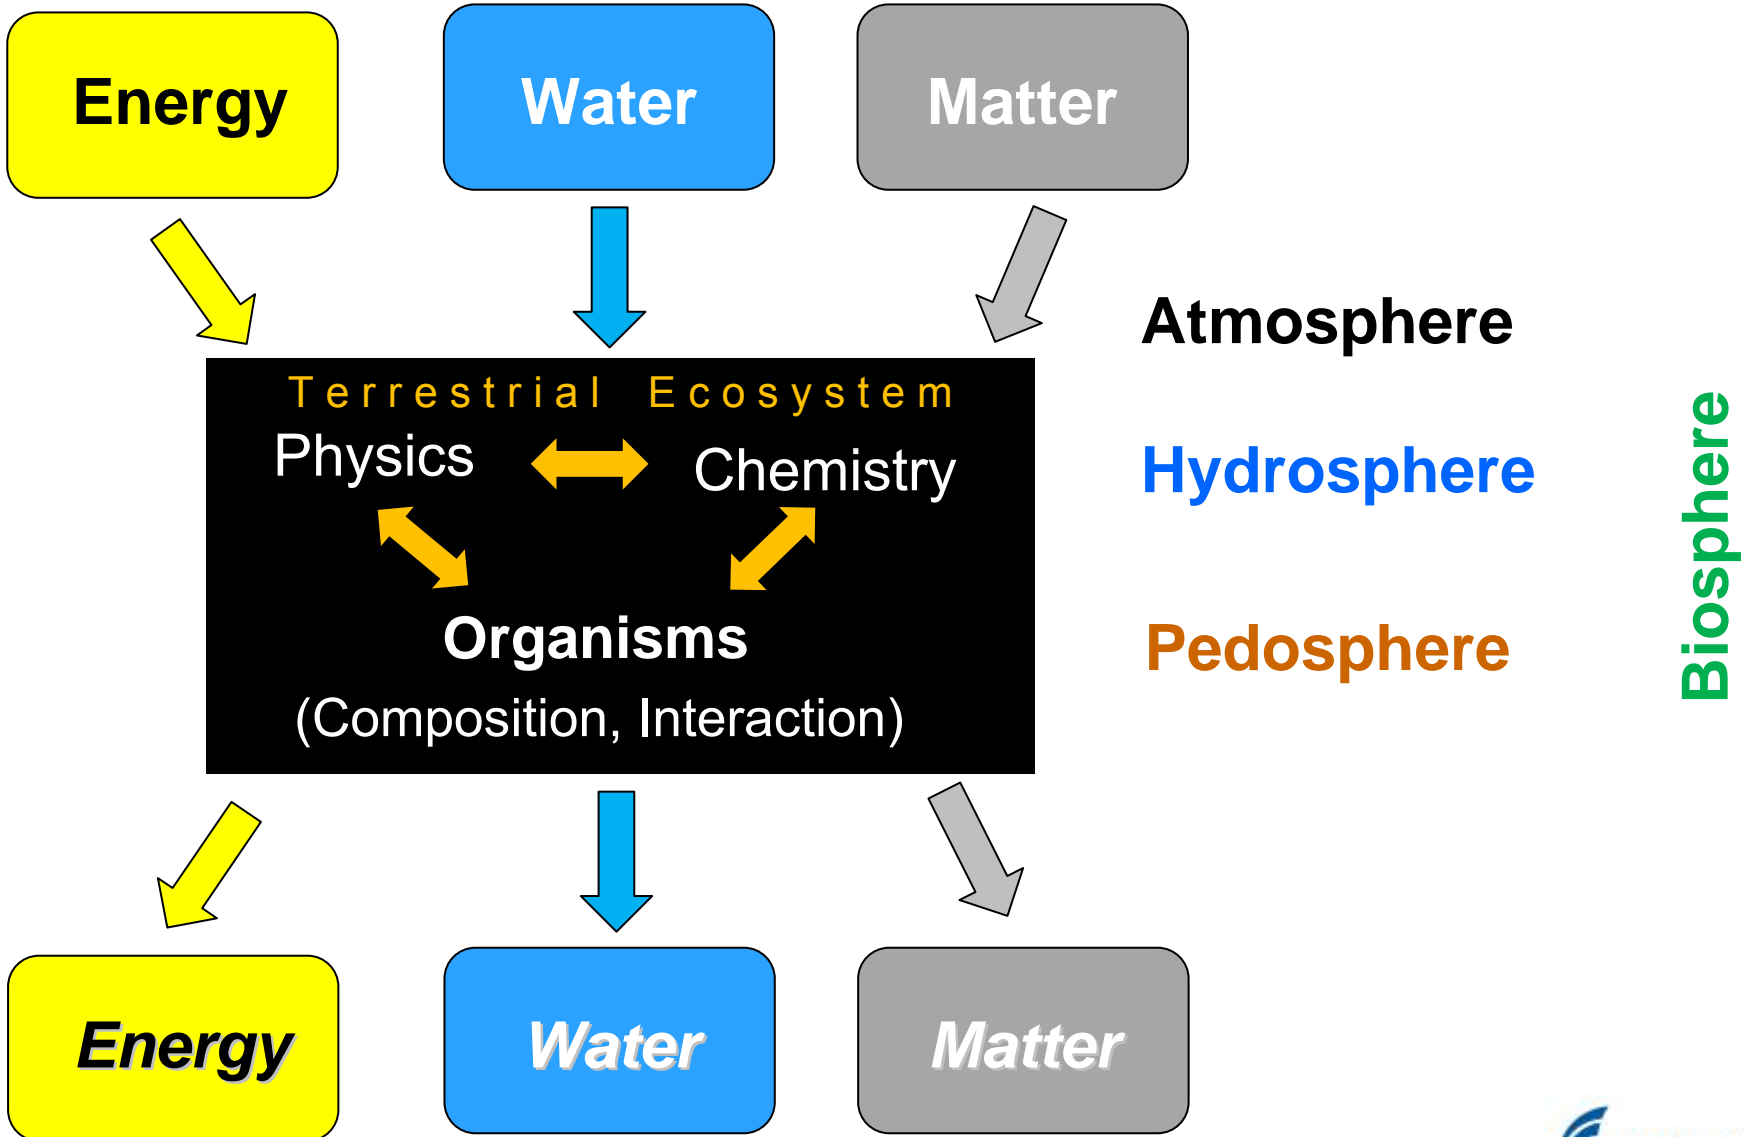 Energy
Water
Matter
Atmosphere
Terrestrial Ecosystem
Physics
Chemistry
Hydrosphere
Biosphere
Organisms
Pedosphere
(Composition, Interaction)
Energy
Water
Matter